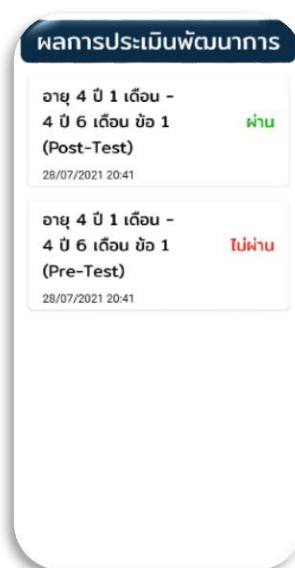 ผลการประเมินพัฒนาการ
อายุ 4 ปี 1 เดือน -
4 ปี 6 เดือน ข้อ 1
(Post-Test)
ผ่าน
28/07/2021 20:41
อายุ 4 ปี 1 เดือน -
4 ปี 6 เดือน ข้อ 1
(Pre-Test)
ไม่ผ่าน
28/07/2021 20:41